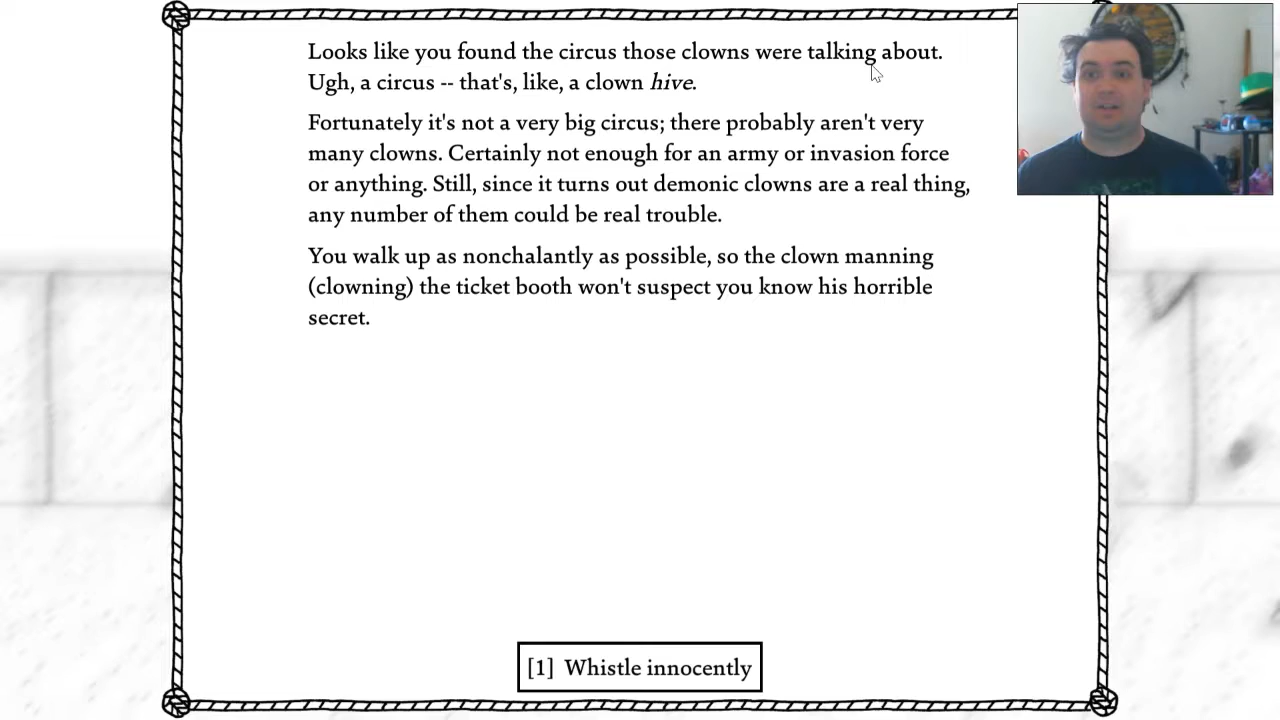 Looks like you found the circus those clowns were talking about.
Ugh, a circus -- that's, like, a clown hive.
Fortunately it's not a very big circus; there probably aren't very
many clowns. Certainly not enough for an army or invasion force
or anything. Still, since it turns out demonic clowns are a real thing,
any number of them could be real trouble.
You walk up as nonchalantly as possible, so the clown manning
(clowning) the ticket booth won't suspect you know his horrible
secret.
[1] Whistle innocently